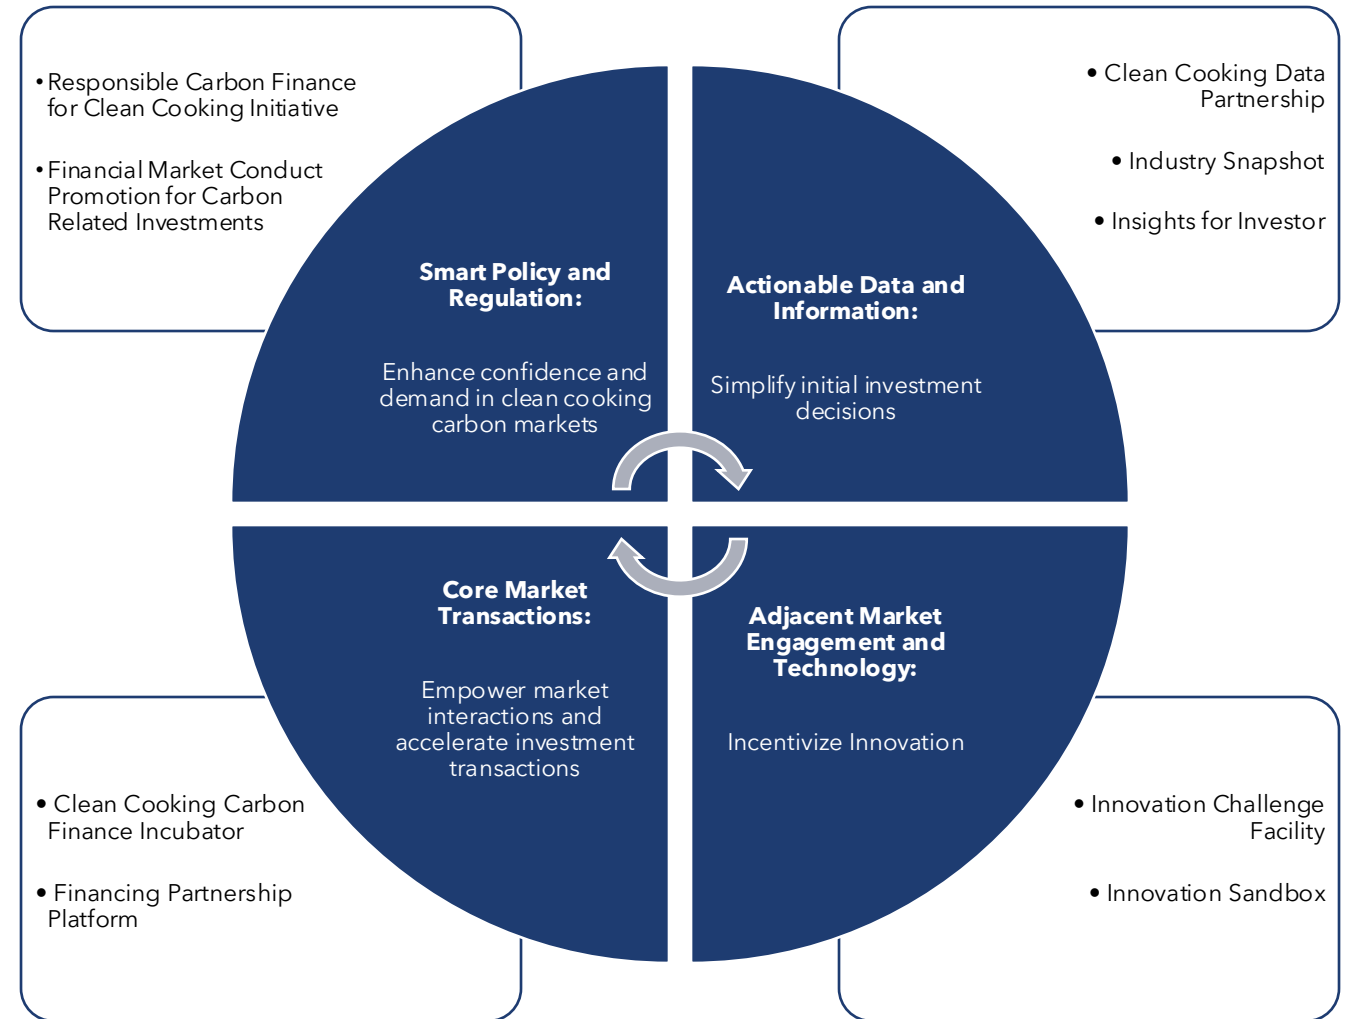 • Responsible Carbon Finance
for Clean Cooking Initiative
• Financial Market Conduct
Promotion for Carbon
Related Investments
• Clean Cooking Data
Partnership
• Industry Snapshot
• Insights for Investor
Smart Policy and
Regulation:
Enhance confidence and
demand in clean cooking
carbon markets
Actionable Data and
Information:
Simplify initial investment
decisions
Core Market
Transactions:
Empower market
interactions and
accelerate investment
transactions
Adjacent Market
Engagement and
Technology:
Incentivize Innovation
• Clean Cooking Carbon
Finance Incubator
• Financing Partnership
Platform
• Innovation Challenge
Facility
• Innovation Sandbox